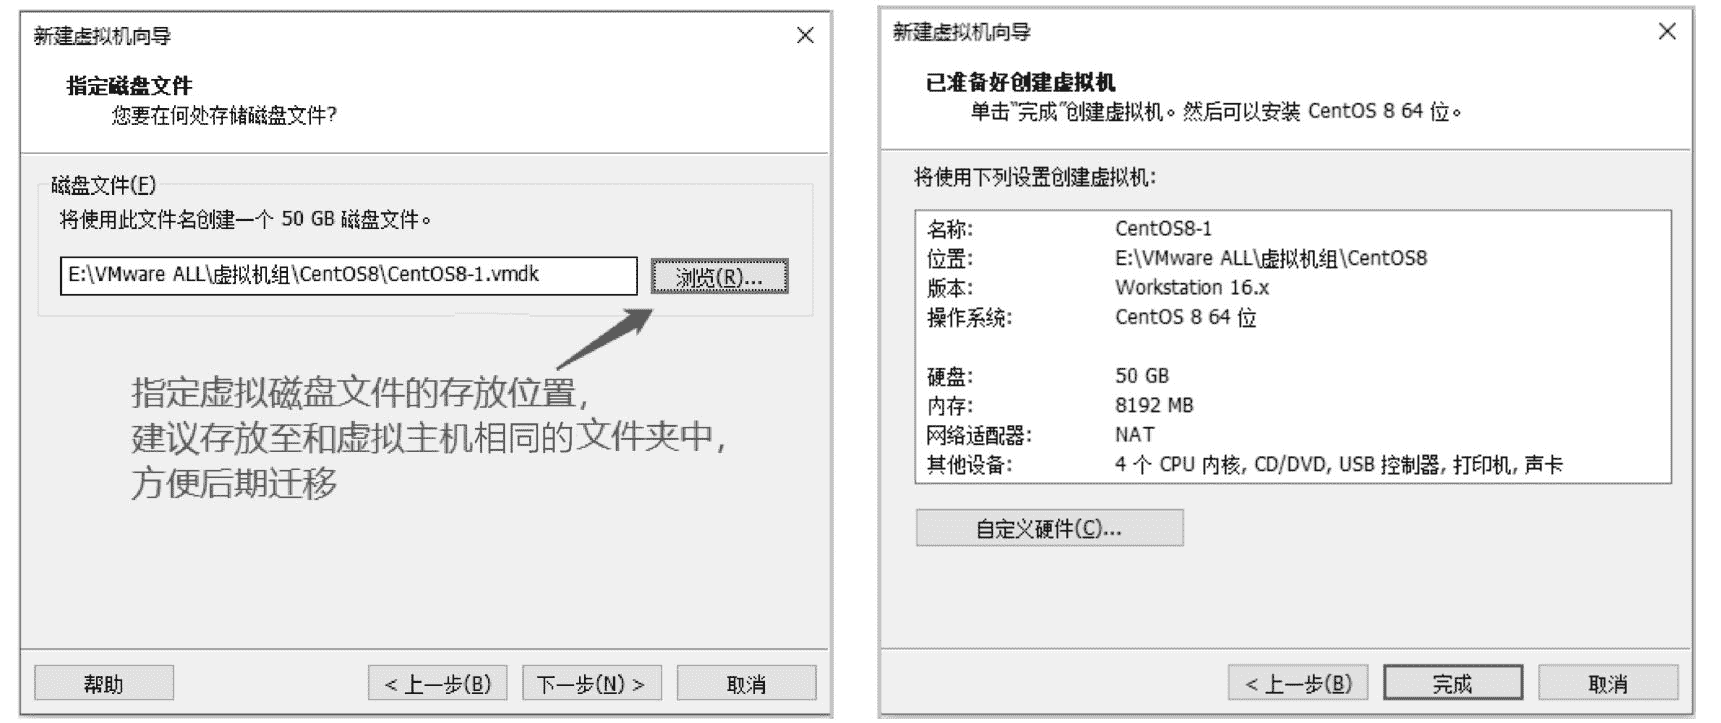 新建虚拟机向导
指定磁盘文件
您要在何处存储磁盘文件?
磁盘文件(F)
将使用此文件名创建一个 50 GB 磁盘文件。
E:\VMware ALL\虚拟机组\CentOS8\CentOS8-1.vmdk
浏览(R)...
指定虚拟磁盘文件的存放位置,
建议存放至和虚拟主机相同的文件夹中,
方便后期迁移
帮助
< 上一步(B)
下一步(N) >
取消
新建虚拟机向导
已准备好创建虚拟机
单击“完成”创建虚拟机。然后可以安装 CentOS 8 64 位。
将使用下列设置创建虚拟机:
名称: CentOS8-1
位置: E:\VMware ALL\虚拟机组\CentOS8
版本: Workstation 16.x
操作系统: CentOS 8 64 位
硬盘: 50 GB
内存: 8192 MB
网络适配器: NAT
其他设备: 4 个 CPU 内核, CD/DVD, USB 控制器, 打印机, 声卡
自定义硬件(C)...
< 上一步(B)
完成
取消